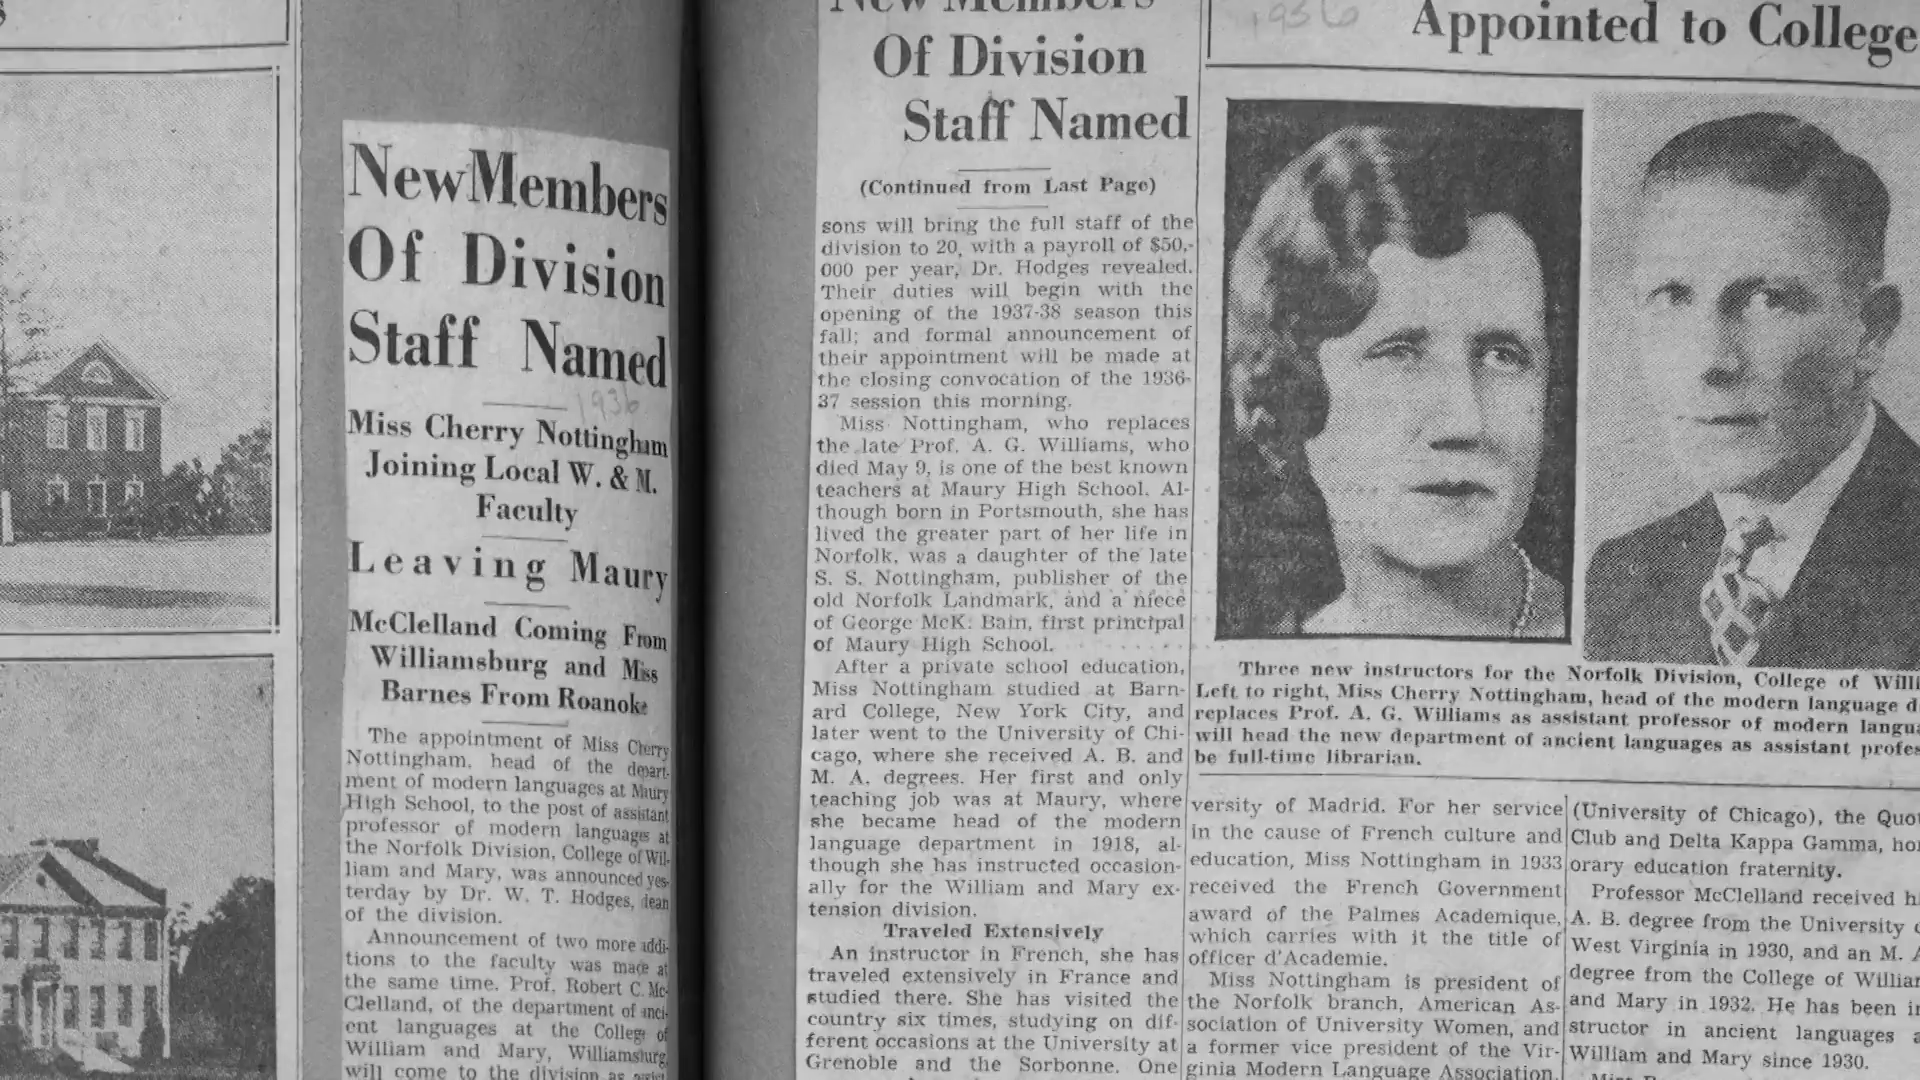 New Members
Of Division
Staff Named
1936
Miss Cherry Nottingham
Joining Local W. & M.
Faculty
Leaving Maury
McClelland Coming From
Williamsburg and Miss
Barnes From Roanoke
The appointment of Miss Cherry
Nottingham, head of the depart-
ment of modern languages at Maury
High School, to the post of assistant
professor of modern languages at
the Norfolk Division, College of Wil-
liam and Mary, was announced yes-
terday by Dr. W. T. Hodges, dean
of the division.
Announcement of two more addi-
tions to the faculty was made at
the same time. Prof. Robert C. Mc-
Clelland, of the department of anci-
ent languages at the College of
William and Mary, Williamsburg,
will come to the division as
New Members
Of Division
Staff Named
(Continued from Last Page)
sons will bring the full staff of the
division to 20, with a payroll of $50,-
000 per year, Dr. Hodges revealed.
Their duties will begin with the
opening of the 1937-38 season this
fall; and formal announcement of
their appointment will be made at
the closing convocation of the 1936-
37 session this morning.
Miss Nottingham, who replaces
the late Prof. A. G. Williams, who
died May 9, is one of the best known
teachers at Maury High School. Al-
though born in Portsmouth, she has
lived the greater part of her life in
Norfolk, was a daughter of the late
S. S. Nottingham, publisher of the
old Norfolk Landmark, and a niece
of George McK. Bain, first principal
of Maury High School.
After a private school education,
Miss Nottingham studied at Barn-
ard College, New York City, and
later went to the University of Chi-
cago, where she received A. B. and
M. A. degrees. Her first and only
teaching job was at Maury, where
she became head of the modern
language department in 1918, al-
though she has instructed occasion-
ally for the William and Mary ex-
tension division.
Traveled Extensively
An instructor in French, she has
traveled extensively in France and
studied there. She has visited the
country six times, studying on dif-
ferent occasions at the University at
Grenoble and the Sorbonne. One
1936
Appointed to College
Three new instructors for the Norfolk Division, College of Willi
Left to right, Miss Cherry Nottingham, head of the modern language d
replaces Prof. A. G. Williams as assistant professor of modern langua
will head the new department of ancient languages as assistant profes
be full-time librarian.
versity of Madrid. For her service
in the cause of French culture and
education, Miss Nottingham in 1933
received the French Government
award of the Palmes Academique,
which carries with it the title of
officer d'Academie.
Miss Nottingham is president of
the Norfolk branch, American As-
sociation of University Women, and
a former vice president of the Vir-
ginia Modern Language Association.
(University of Chicago), the Quo
Club and Delta Kappa Gamma, hon
orary education fraternity.
Professor McClelland received h
A. B. degree from the University
West Virginia in 1930, and an M. A
degree from the College of William
and Mary in 1932. He has been in
structor in ancient languages a
William and Mary since 1930.